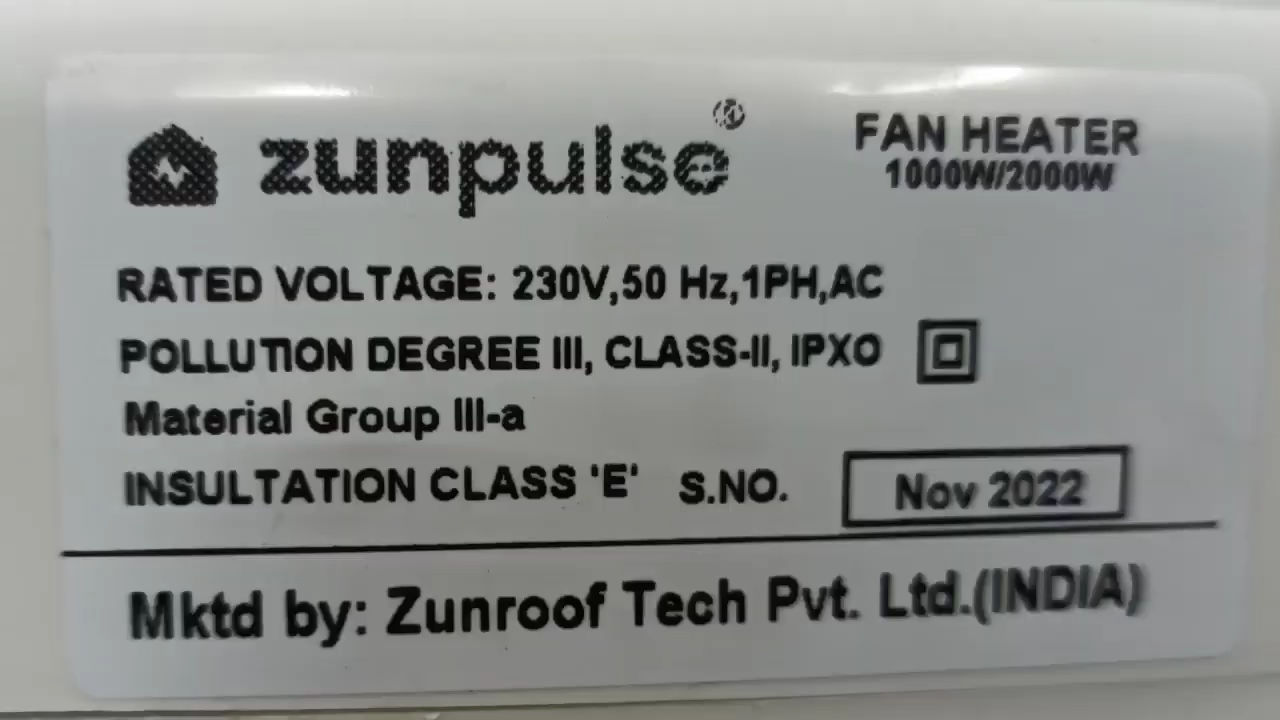 zunpulse®
FAN HEATER
1000W/2000W
RATED VOLTAGE: 230V,50 Hz,1PH,AC
POLLUTION DEGREE III, CLASS-II, IPXO
Material Group III-a
INSULTATION CLASS 'E' S.NO. Nov 2022
Mktd by: Zunroof Tech Pvt. Ltd.(INDIA)